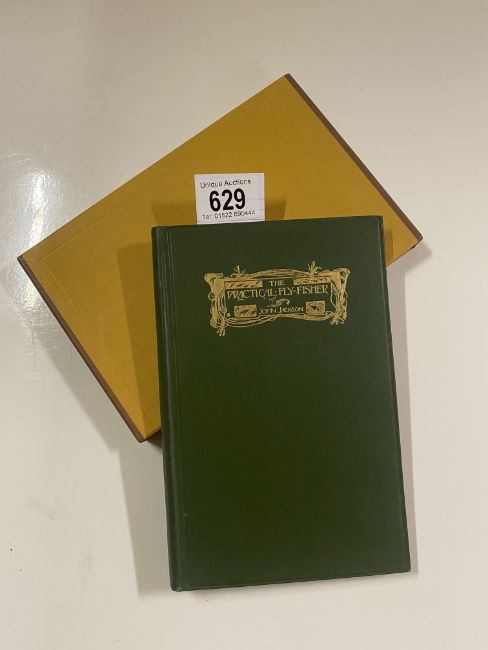 Unique Auctions
629
Tel: 01522 690444
THE
PRACTICAL·FLY-FISHER
by
JOHN JACKSON